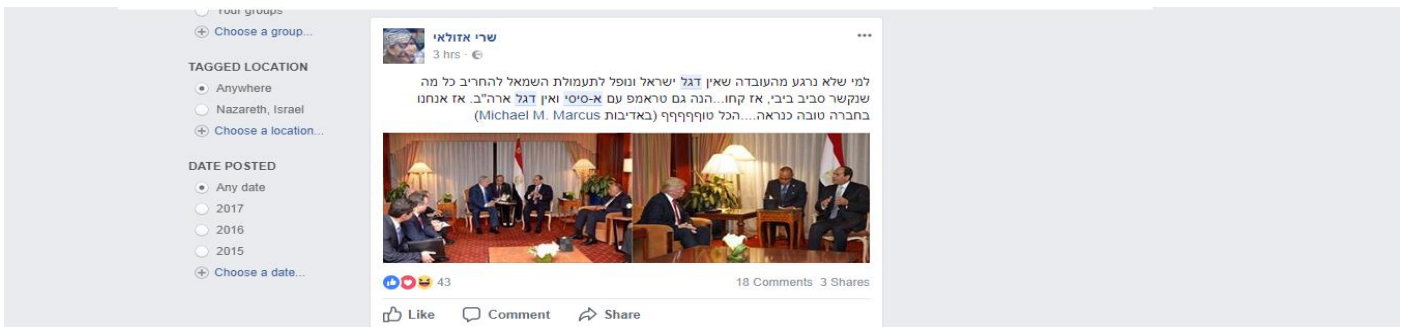 Your groups
Choose a group...
TAGGED LOCATION
Anywhere
Nazareth, Israel
Choose a location...
DATE POSTED
Any date
2017
2016
2015
Choose a date...
שרי אזולאי
3 hrs ·
למי שלא נרגע מהעובדה שאין דגל ישראל ונופל לתעמולת השמאל להחריב כל מה
שנקשר סביב ביבי, אז קחו...הנה גם טראמפ עם א-סיסי ואין דגל ארה"ב. אז אנחנו
בחברה טובה כנראה....הכל טוףףףףף (באדיבות Michael M. Marcus)
43
18 Comments 3 Shares
Like Comment Share